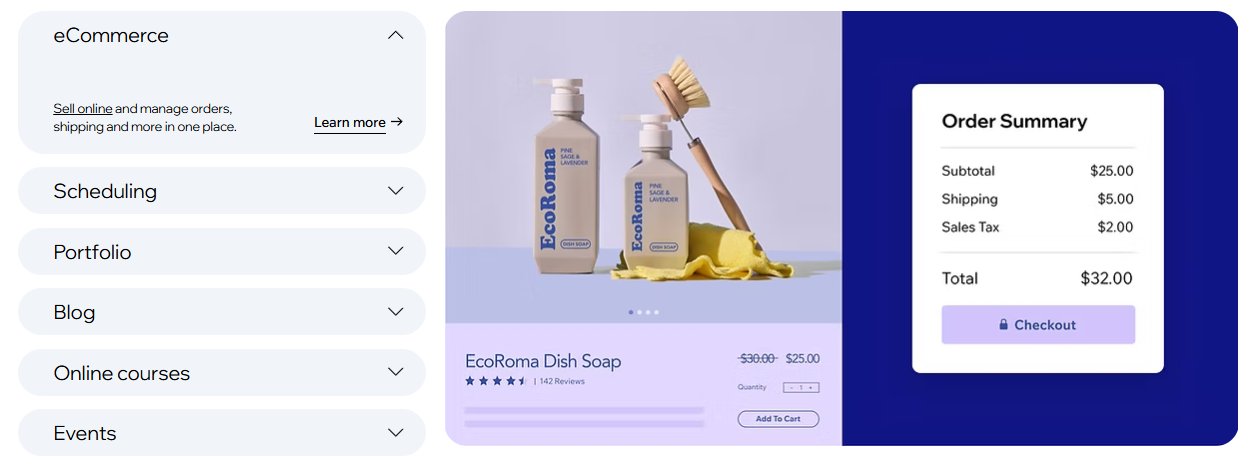 eCommerce
Sell online and manage orders,
shipping and more in one place.
Learn more →
Scheduling
Portfolio
Blog
Online courses
Events
EcoRoma
PINE
SAGE &
LAVENDER
DISH SOAP
EcoRoma
PINE
SAGE &
LAVENDER
DISH SOAP
EcoRoma Dish Soap
$30.00 $25.00
| 142 Reviews
Quantity - 1 +
Add To Cart
Order Summary
Subtotal $25.00
Shipping $5.00
Sales Tax $2.00
Total $32.00
Checkout